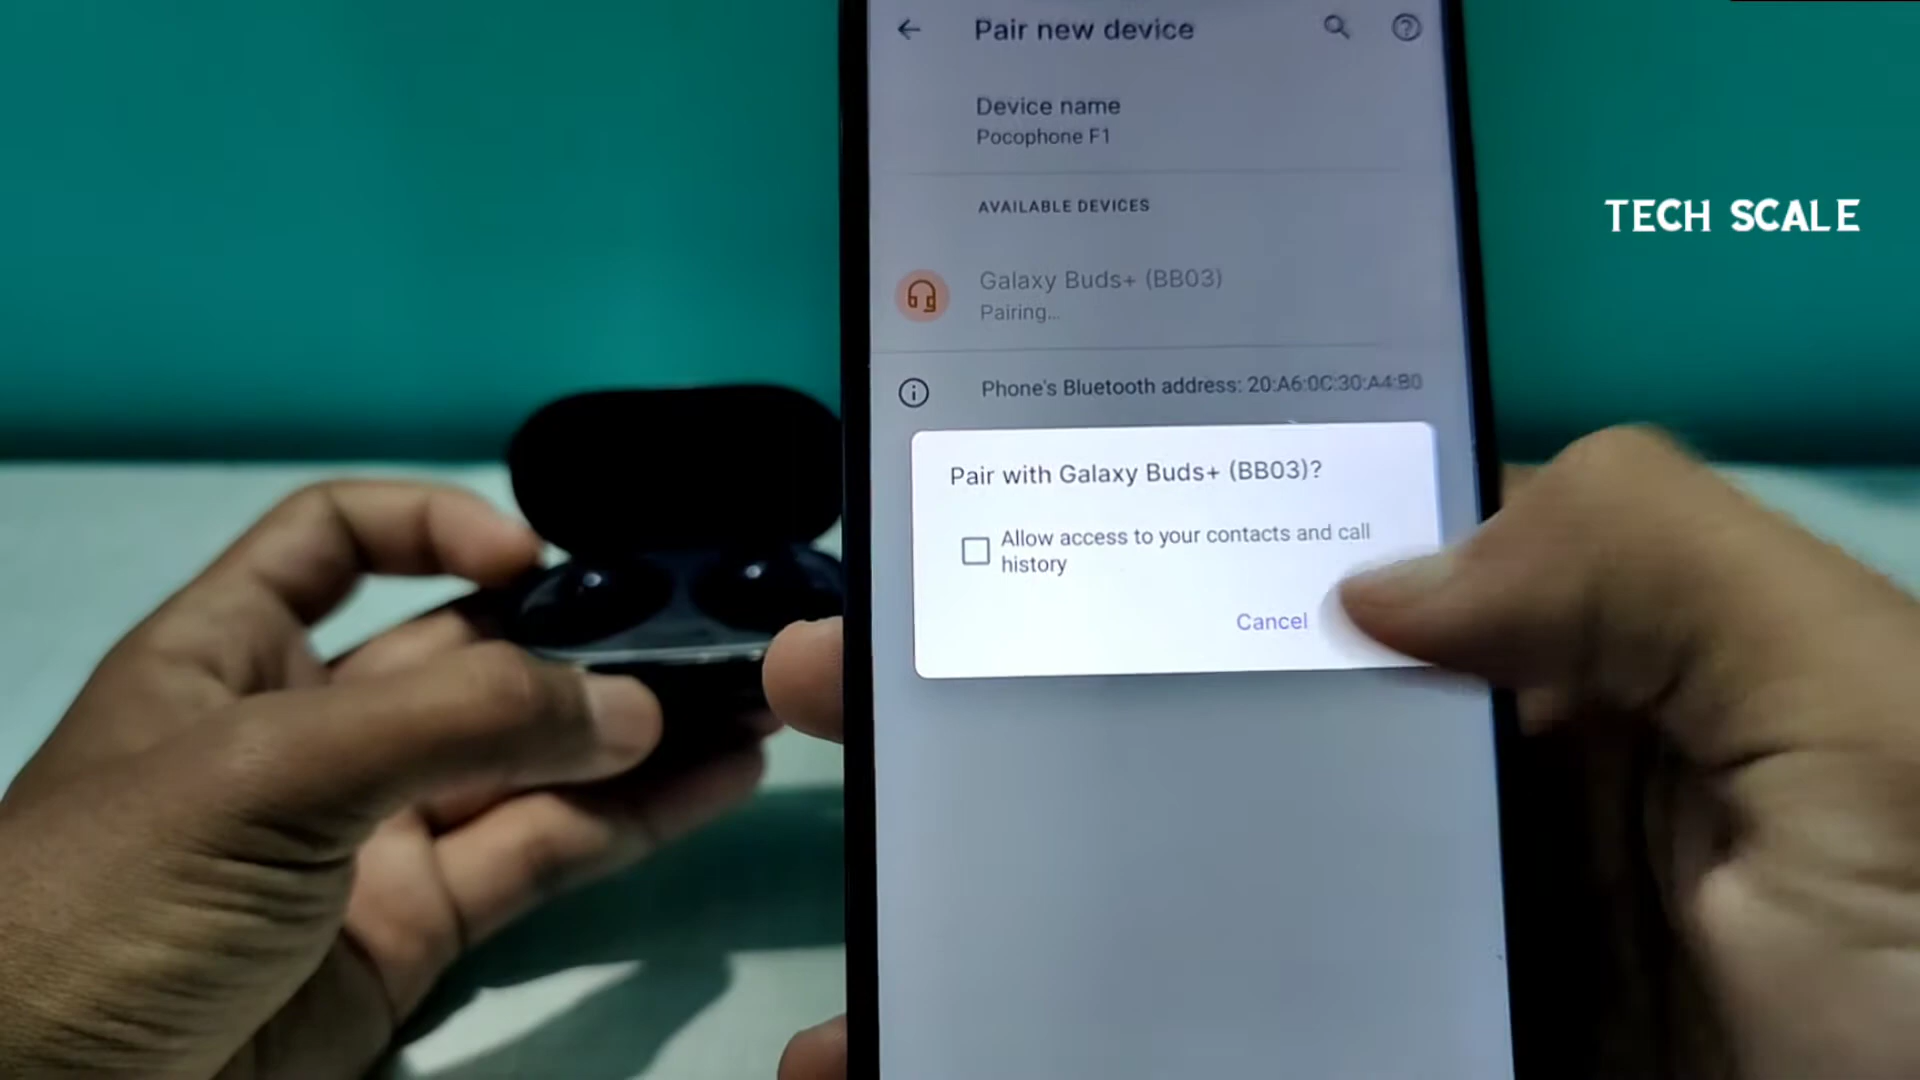 Pair new device
Device name
Pocophone F1
AVAILABLE DEVICES
TECH SCALE
Galaxy Buds+ (BB03)
Pairing...
Phone's Bluetooth address: 20:A6:0C:30:A4:B0
Pair with Galaxy Buds+ (BB03)?
Allow access to your contacts and call
history
Cancel